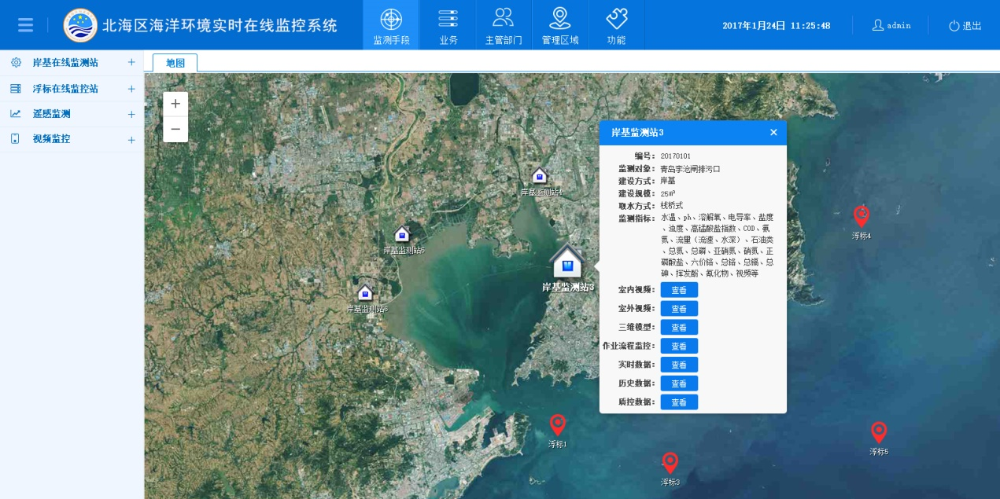 北海区海洋环境实时在线监控系统
监测手段
业务
主管部门
管理区域
功能
2017年1月24日 11:25:48
admin
退出
岸基在线监测站 +
浮标在线监控站 +
遥感监测 +
视频监控 +
地图
+
−
岸基监测站4
岸基监测站5
岸基监测站6
岸基监测站3
浮标4
浮标1
浮标3
浮标5
岸基监测站3 ×
编号: 20170101
监测对象: 青岛李沧闸排污口
建设方式: 岸基
建设规模: 25m²
取水方式: 栈桥式
监测指标: 水温、ph、溶解氧、电导率、盐度
、浊度、高锰酸盐指数、COD、氨
氮、流量（流速、水深）、石油类
、总氮、总磷、亚硝氮、硝氮、正
磷酸盐、六价铬、总铬、总镉、总
砷、挥发酚、氰化物、视频等
室内视频: 查看
室外视频: 查看
三维模型: 查看
作业流程监控: 查看
实时数据: 查看
历史数据: 查看
质控数据: 查看